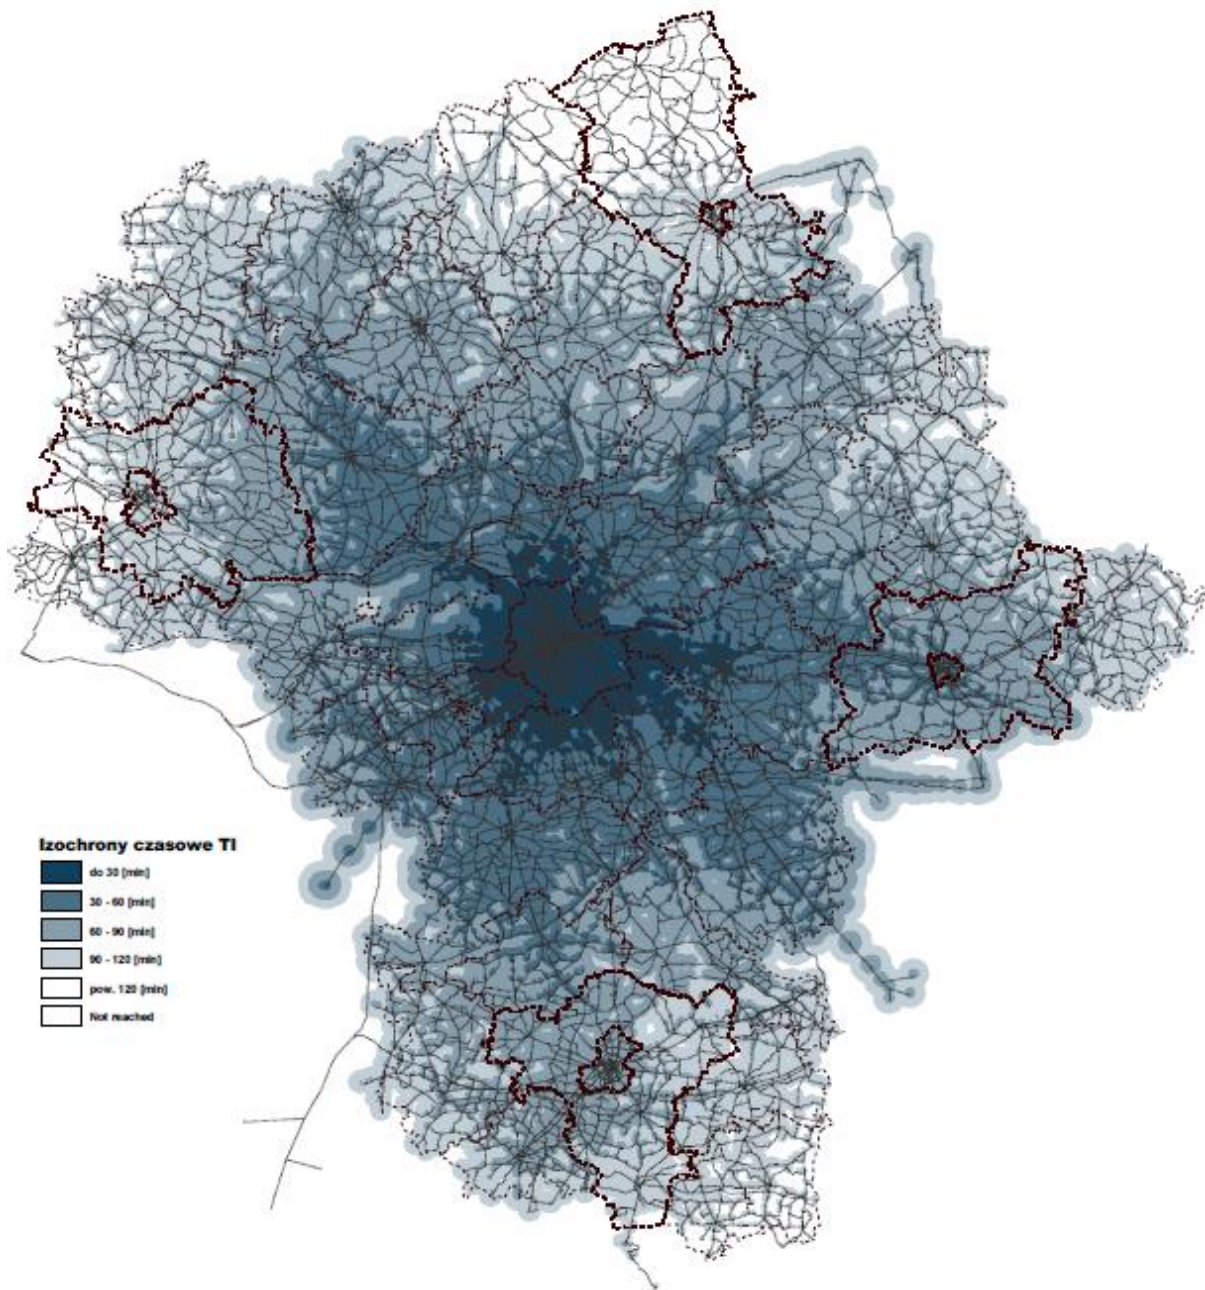 Izochrony czasowe TI
do 30 [min]
30 - 60 [min]
60 - 90 [min]
90 - 120 [min]
pow. 120 [min]
Not reached